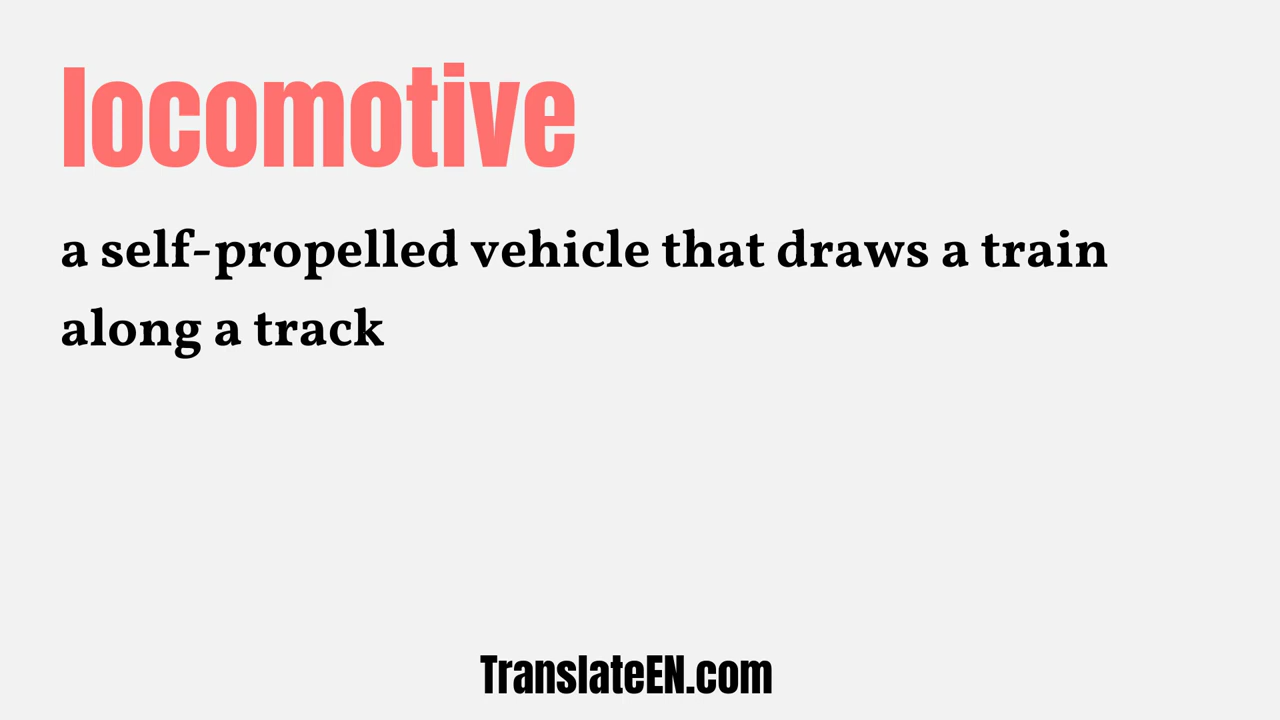 locomotive
a self-propelled vehicle that draws a train
along a track
TranslateEN.com